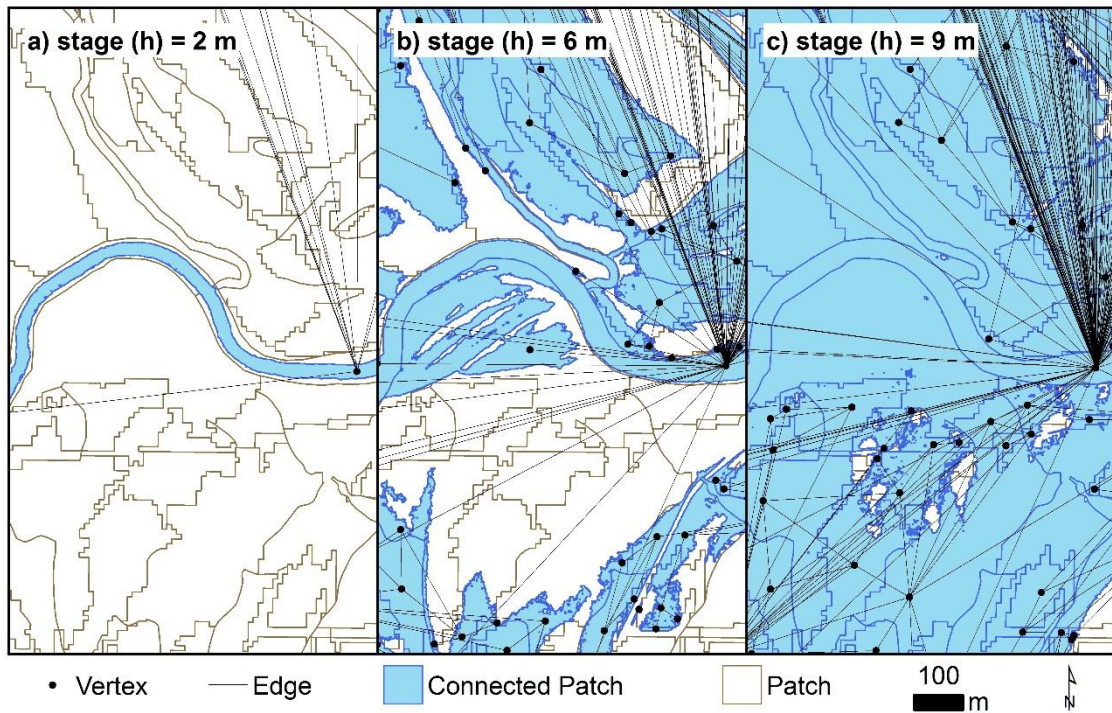 a) stage (h) = 2 m
b) stage (h) = 6 m
c) stage (h) = 9 m
Vertex
Edge
Connected Patch
Patch
100
m
N